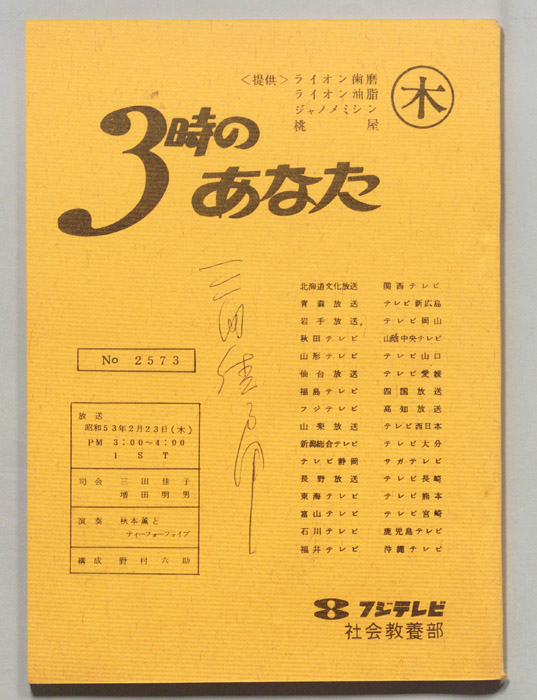 <提供>ライオン歯磨
ライオン油脂
ジャノメミシン
桃屋
木
3時の
あなた
三田佳子用
No 2573
放送
昭和53年2月23日(木)
PM 3:00~4:00
1 S T
司会 三田佳子
増田明男
演奏 秋本薫と
ティーフォーファイブ
構成 野村六助
北海道文化放送
青森放送
岩手放送
秋田テレビ
山形テレビ
仙台放送
福島テレビ
フジテレビ
山梨放送
新潟総合テレビ
テレビ静岡
長野放送
東海テレビ
富山テレビ
石川テレビ
福井テレビ
関西テレビ
テレビ新広島
テレビ岡山
山陰中央テレビ
テレビ山口
テレビ愛媛
四国放送
高知放送
テレビ西日本
テレビ大分
サガテレビ
テレビ長崎
テレビ熊本
テレビ宮崎
鹿児島テレビ
沖縄テレビ
8 フジテレビ
社会教養部